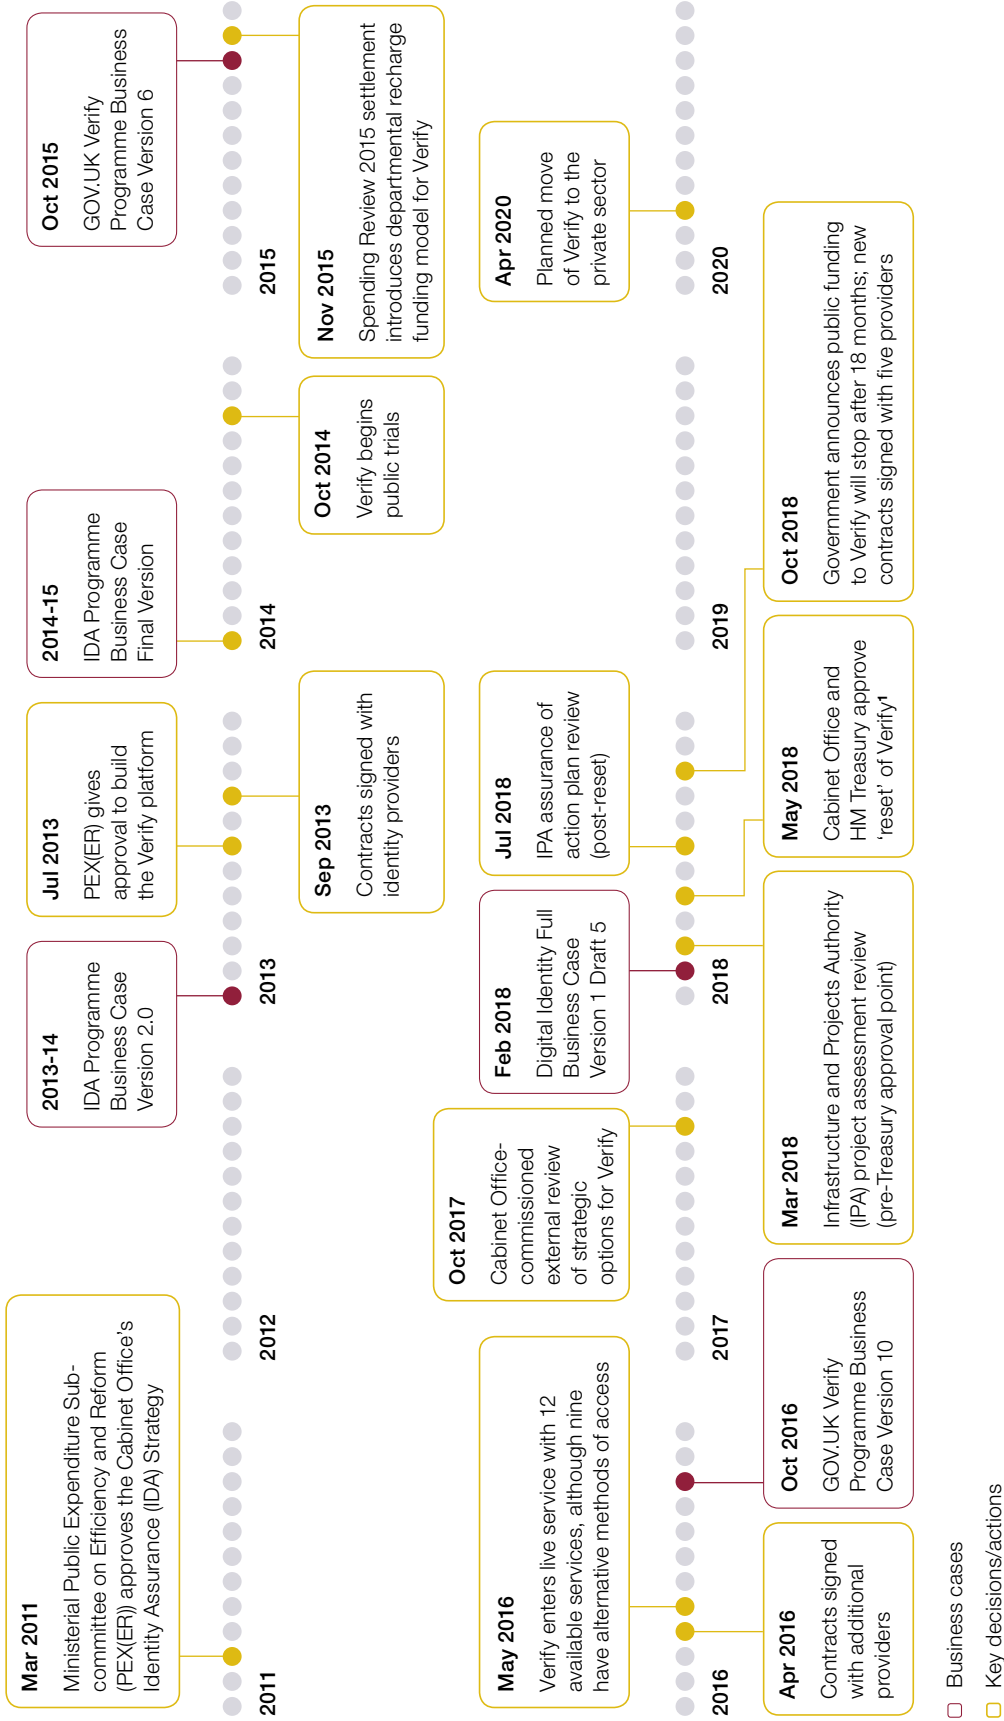 Mar 2011
Ministerial Public Expenditure Sub-
committee on Efficiency and Reform
(PEX(ER)) approves the Cabinet Office’s
Identity Assurance (IDA) Strategy
2013-14
IDA Programme
Business Case
Version 2.0
Jul 2013
PEX(ER) gives
approval to build
the Verify platform
2014-15
IDA Programme
Business Case
Final Version
Oct 2015
GOV.UK Verify
Programme Business
Case Version 6
2011
2012
2013
2014
2015
Sep 2013
Contracts signed with
identity providers
Oct 2014
Verify begins
public trials
Nov 2015
Spending Review 2015 settlement
introduces departmental recharge
funding model for Verify
May 2016
Verify enters live service with 12
available services, although nine
have alternative methods of access
Oct 2017
Cabinet Office-
commissioned
external review
of strategic
options for Verify
Feb 2018
Digital Identity Full
Business Case
Version 1 Draft 5
Jul 2018
IPA assurance of
action plan review
(post-reset)
Apr 2020
Planned move
of Verify to the
private sector
2016
2017
2018
2019
2020
Apr 2016
Contracts signed
with additional
providers
Oct 2016
GOV.UK Verify
Programme Business
Case Version 10
Mar 2018
Infrastructure and Projects Authority
(IPA) project assessment review
(pre-Treasury approval point)
May 2018
Cabinet Office and
HM Treasury approve
‘reset’ of Verify¹
Oct 2018
Government announces public funding
to Verify will stop after 18 months; new
contracts signed with five providers
Business cases
Key decisions/actions